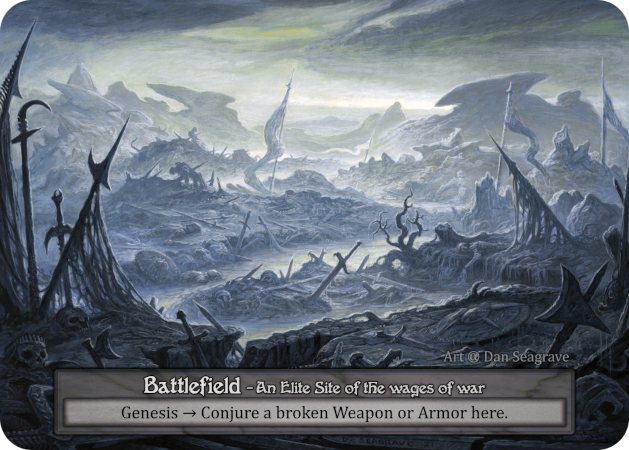 Art @ Dan Seagrave
Battlefield - An Elite Site of the wages of war
Genesis → Conjure a broken Weapon or Armor here.